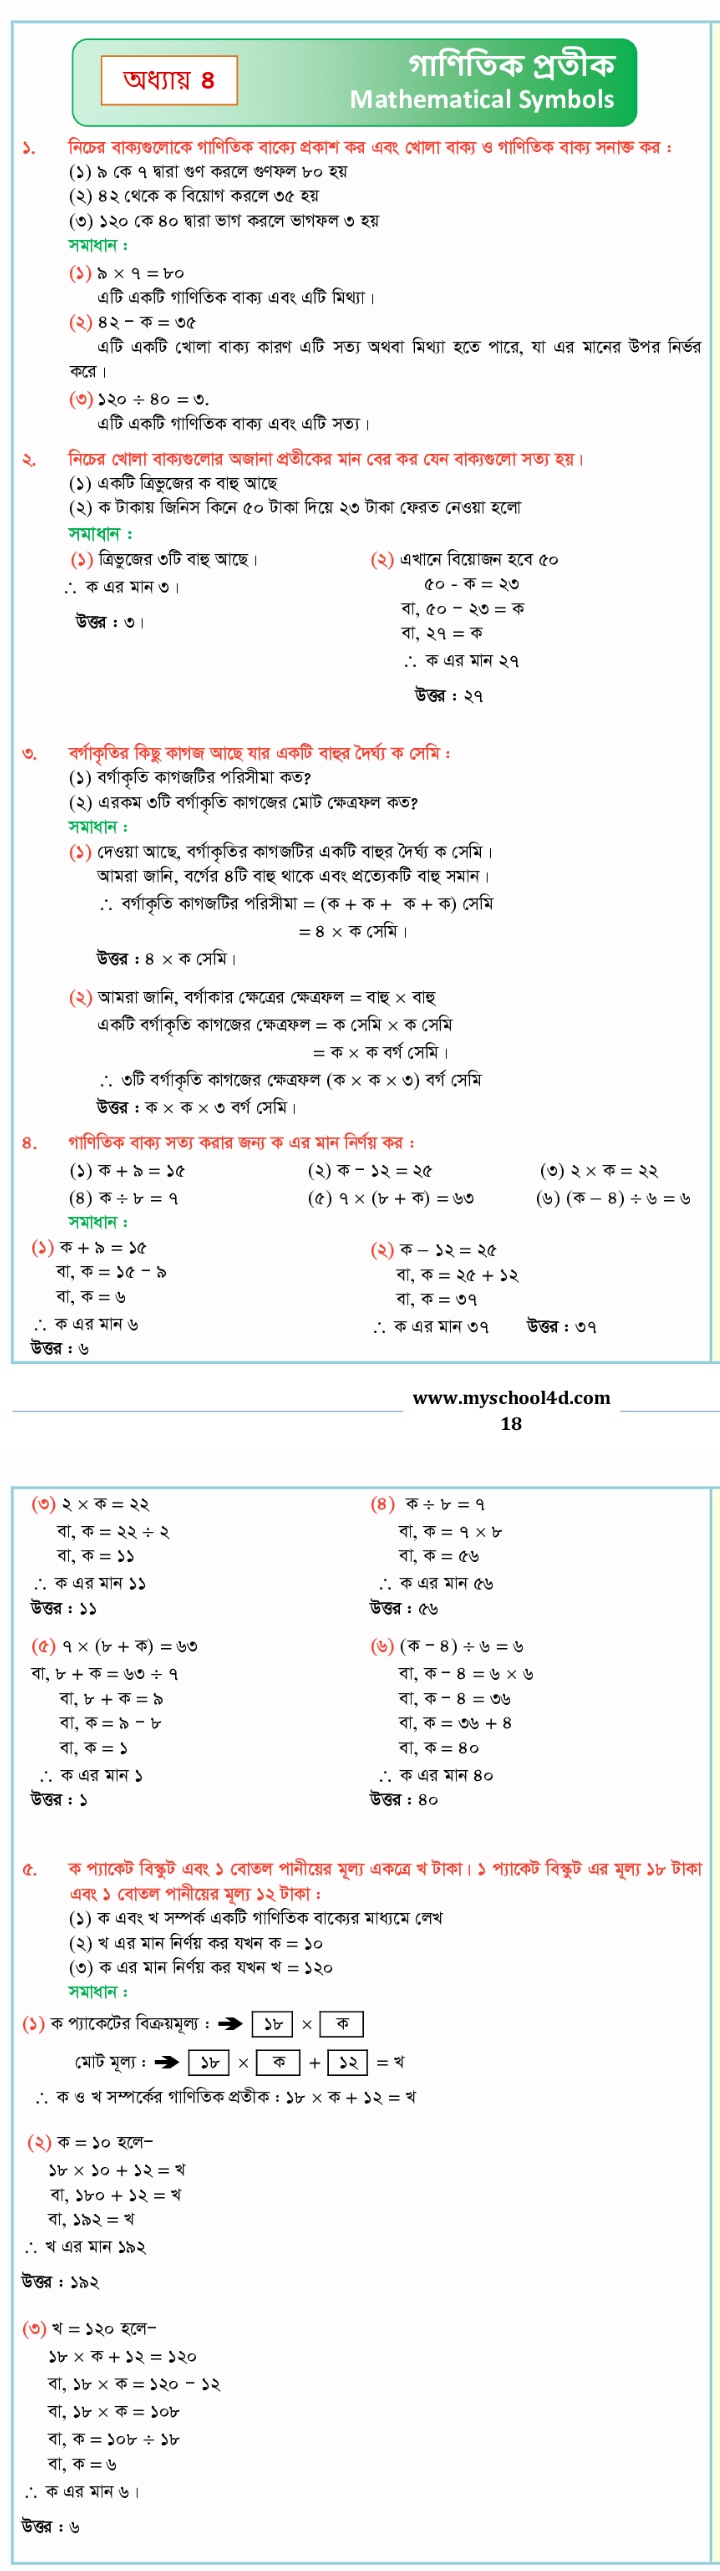 অধ্যায় ৪
গাণিতিক প্রতীক
Mathematical Symbols
১. নিচের বাক্যগুলোকে গাণিতিক বাক্যে প্রকাশ কর এবং খোলা বাক্য ও গাণিতিক বাক্য সনাক্ত কর :
(১) ৯ কে ৭ দ্বারা গুণ করলে গুণফল ৮০ হয়
(২) ৪২ থেকে ক বিয়োগ করলে ৩৫ হয়
(৩) ১২০ কে ৪০ দ্বারা ভাগ করলে ভাগফল ৩ হয়
সমাধান :
(১) ৯ × ৭ = ৮০
এটি একটি গাণিতিক বাক্য এবং এটি মিথ্যা।
(২) ৪২ – ক = ৩৫
এটি একটি খোলা বাক্য কারণ এটি সত্য অথবা মিথ্যা হতে পারে, যা এর মানের উপর নির্ভর
করে।
(৩) ১২০ ÷ ৪০ = ৩.
এটি একটি গাণিতিক বাক্য এবং এটি সত্য।
২. নিচের খোলা বাক্যগুলোর অজানা প্রতীকের মান বের কর যেন বাক্যগুলো সত্য হয়।
(১) একটি ত্রিভুজের ক বাহু আছে
(২) ক টাকায় জিনিস কিনে ৫০ টাকা দিয়ে ২৩ টাকা ফেরত নেওয়া হলো
সমাধান :
(১) ত্রিভুজের ৩টি বাহু আছে।
∴ ক এর মান ৩।
উত্তর : ৩।
(২) এখানে বিয়োজন হবে ৫০
৫০ - ক = ২৩
বা, ৫০ – ২৩ = ক
বা, ২৭ = ক
∴ ক এর মান ২৭
উত্তর : ২৭
৩. বর্গাকৃতির কিছু কাগজ আছে যার একটি বাহুর দৈর্ঘ্য ক সেমি :
(১) বর্গাকৃতি কাগজটির পরিসীমা কত?
(২) এরকম ৩টি বর্গাকৃতি কাগজের মোট ক্ষেত্রফল কত?
সমাধান :
(১) দেওয়া আছে, বর্গাকৃতির কাগজটির একটি বাহুর দৈর্ঘ্য ক সেমি।
আমরা জানি, বর্গের ৪টি বাহু থাকে এবং প্রত্যেকটি বাহু সমান।
∴ বর্গাকৃতি কাগজটির পরিসীমা = (ক + ক + ক + ক) সেমি
= ৪ × ক সেমি।
উত্তর : ৪ × ক সেমি।
(২) আমরা জানি, বর্গাকার ক্ষেত্রের ক্ষেত্রফল = বাহু × বাহু
একটি বর্গাকৃতি কাগজের ক্ষেত্রফল = ক সেমি × ক সেমি
= ক × ক বর্গ সেমি।
∴ ৩টি বর্গাকৃতি কাগজের ক্ষেত্রফল (ক × ক × ৩) বর্গ সেমি
উত্তর : ক × ক × ৩ বর্গ সেমি।
৪. গাণিতিক বাক্য সত্য করার জন্য ক এর মান নির্ণয় কর :
(১) ক + ৯ = ১৫ (২) ক – ১২ = ২৫ (৩) ২ × ক = ২২
(৪) ক ÷ ৮ = ৭ (৫) ৭ × (৮ + ক) = ৬৩ (৬) (ক – ৪) ÷ ৬ = ৬
সমাধান :
(১) ক + ৯ = ১৫
বা, ক = ১৫ – ৯
বা, ক = ৬
∴ ক এর মান ৬
উত্তর : ৬
(২) ক – ১২ = ২৫
বা, ক = ২৫ + ১২
বা, ক = ৩৭
∴ ক এর মান ৩৭ উত্তর : ৩৭
www.myschool4d.com
18
(৩) ২ × ক = ২২
বা, ক = ২২ ÷ ২
বা, ক = ১১
∴ ক এর মান ১১
উত্তর : ১১
(৪) ক ÷ ৮ = ৭
বা, ক = ৭ × ৮
বা, ক = ৫৬
∴ ক এর মান ৫৬
উত্তর : ৫৬
(৫) ৭ × (৮ + ক) = ৬৩
বা, ৮ + ক = ৬৩ ÷ ৭
বা, ৮ + ক = ৯
বা, ক = ৯ – ৮
বা, ক = ১
∴ ক এর মান ১
উত্তর : ১
(৬) (ক – ৪) ÷ ৬ = ৬
বা, ক – ৪ = ৬ × ৬
বা, ক – ৪ = ৩৬
বা, ক = ৩৬ + ৪
বা, ক = ৪০
∴ ক এর মান ৪০
উত্তর : ৪০
৫. ক প্যাকেট বিস্কুট এবং ১ বোতল পানীয়ের মূল্য একত্রে খ টাকা। ১ প্যাকেট বিস্কুট এর মূল্য ১৮ টাকা
এবং ১ বোতল পানীয়ের মূল্য ১২ টাকা :
(১) ক এবং খ সম্পর্ক একটি গাণিতিক বাক্যের মাধ্যমে লেখ
(২) খ এর মান নির্ণয় কর যখন ক = ১০
(৩) ক এর মান নির্ণয় কর যখন খ = ১২০
সমাধান :
(১) ক প্যাকেটের বিক্রয়মূল্য : ➔ ১৮ × ক
মোট মূল্য : ➔ ১৮ × ক + ১২ = খ
∴ ক ও খ সম্পর্কের গাণিতিক প্রতীক : ১৮ × ক + ১২ = খ
(২) ক = ১০ হলে–
১৮ × ১০ + ১২ = খ
বা, ১৮০ + ১২ = খ
বা, ১৯২ = খ
∴ খ এর মান ১৯২
উত্তর : ১৯২
(৩) খ = ১২০ হলে–
১৮ × ক + ১২ = ১২০
বা, ১৮ × ক = ১২০ – ১২
বা, ১৮ × ক = ১০৮
বা, ক = ১০৮ ÷ ১৮
বা, ক = ৬
∴ ক এর মান ৬।
উত্তর : ৬